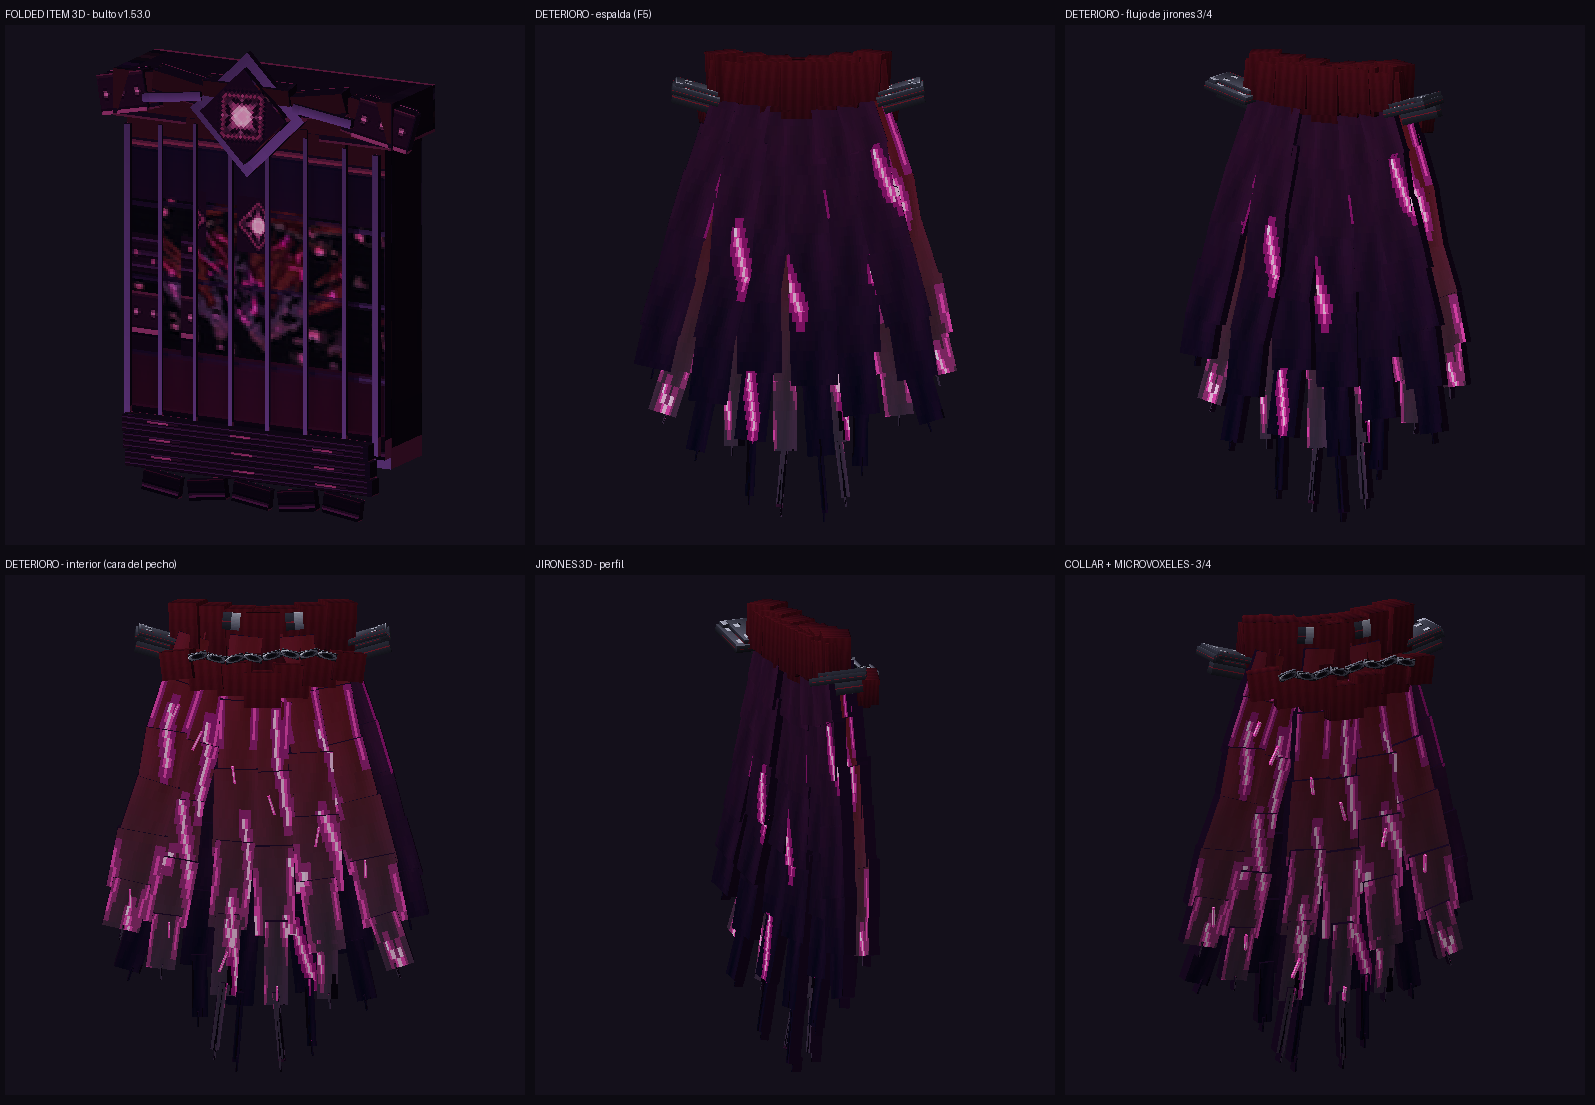 FOLDED ITEM 3D - bulto v1.53.0
DETERIORO - espalda (F5)
DETERIORO - flujo de jirones 3/4
DETERIORO - interior (cara del pecho)
JIRONES 3D - perfil
COLLAR + MICROVOXELES - 3/4